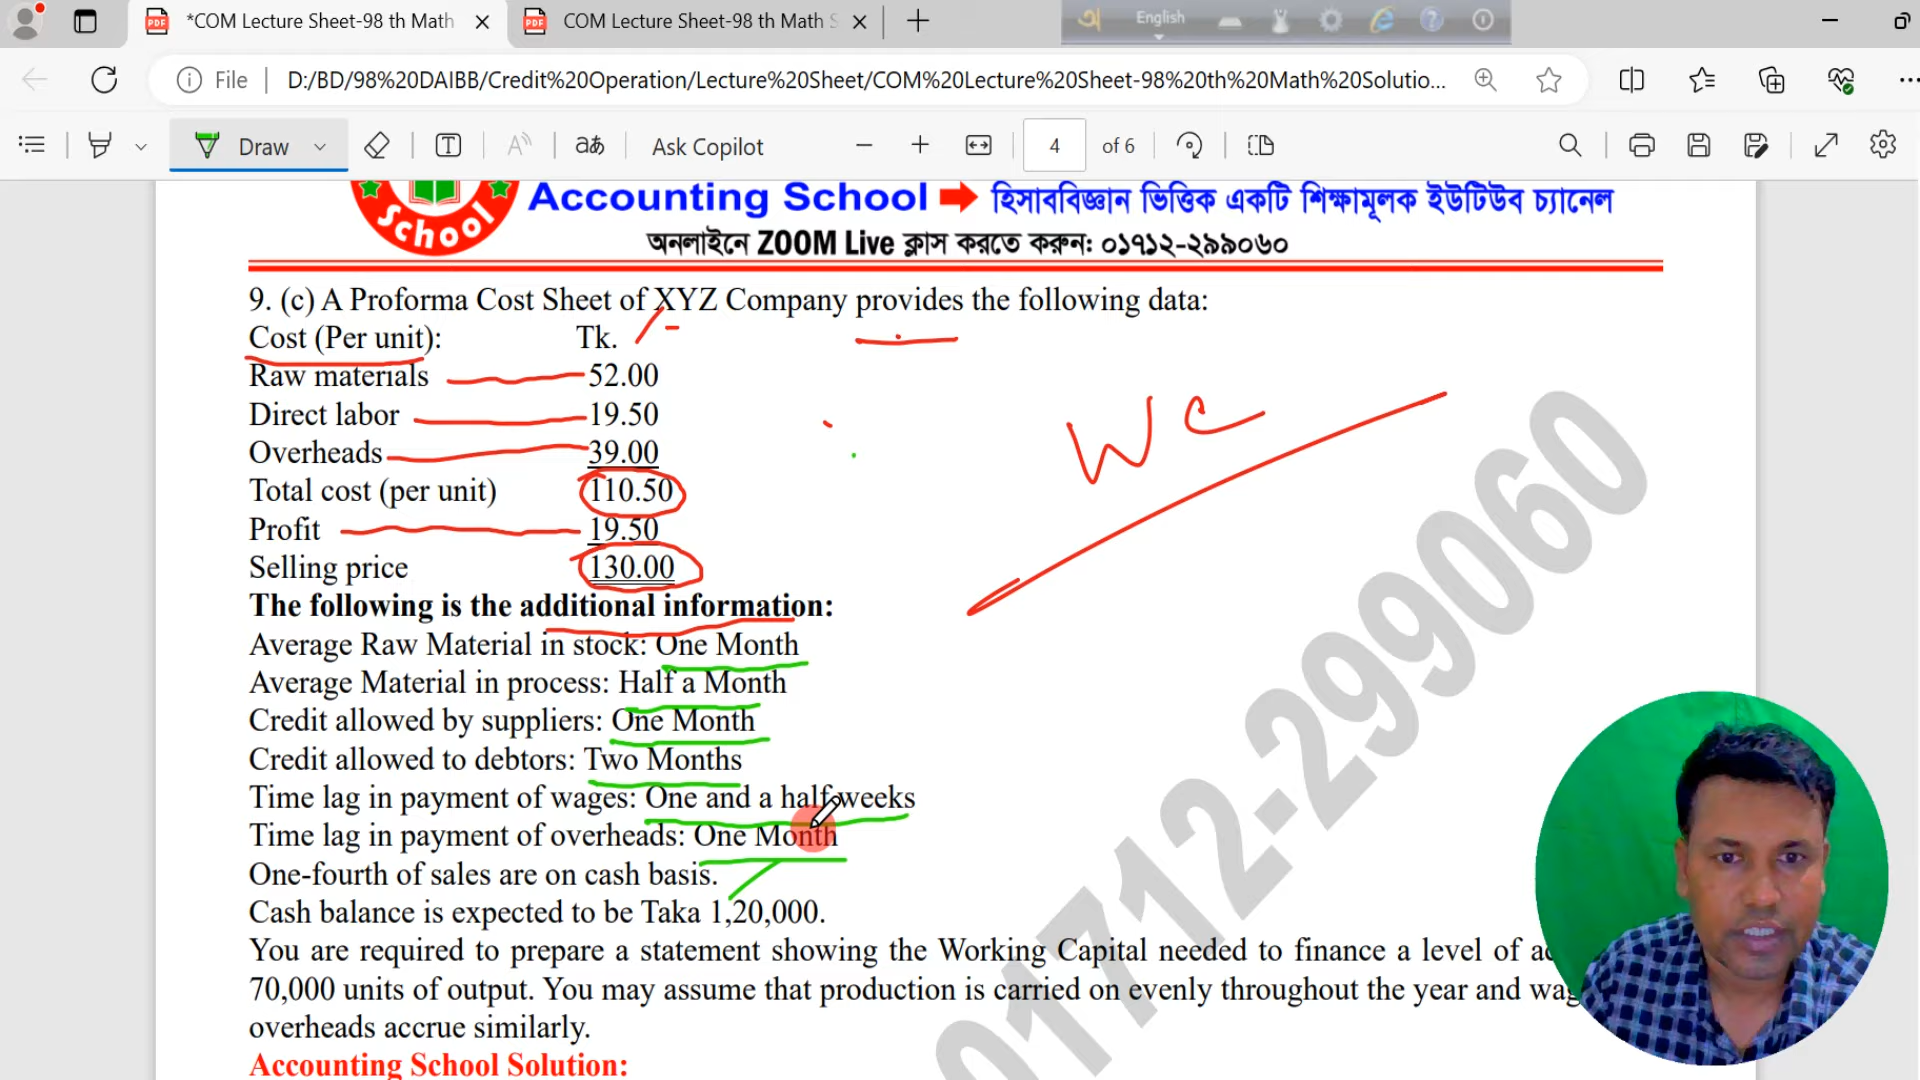 *COM Lecture Sheet-98 th Math
COM Lecture Sheet-98 th Math S
English
File
D:/BD/98%20DAIBB/Credit%20Operation/Lecture%20Sheet/COM%20Lecture%20Sheet-98%20th%20Math%20Solutio...
Draw
Ask Copilot
4 of 6
School
Accounting School হিসাববিজ্ঞান ভিত্তিক একটি শিক্ষামূলক ইউটিউব চ্যানেল
অনলাইনে ZOOM Live ক্লাস করতে করুন: ০১৭১২-২৯৯০৬০
9. (c) A Proforma Cost Sheet of XYZ Company provides the following data:
Cost (Per unit): Tk.
Raw materials 52.00
Direct labor 19.50
Overheads 39.00
Total cost (per unit) 110.50
Profit 19.50
Selling price 130.00
WC
The following is the additional information:
Average Raw Material in stock: One Month
Average Material in process: Half a Month
Credit allowed by suppliers: One Month
Credit allowed to debtors: Two Months
Time lag in payment of wages: One and a half weeks
Time lag in payment of overheads: One Month
One-fourth of sales are on cash basis.
Cash balance is expected to be Taka 1,20,000.
You are required to prepare a statement showing the Working Capital needed to finance a level of
70,000 units of output. You may assume that production is carried on evenly throughout the year and
overheads accrue similarly.
Accounting School Solution:
01712-299060